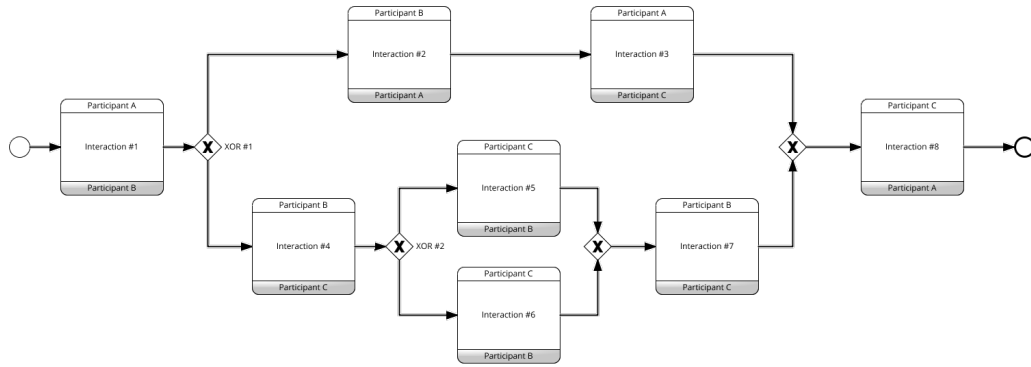 Participant A
Interaction #1
Participant B
XOR #1
Participant B
Interaction #2
Participant A
Participant A
Interaction #3
Participant C
Participant B
Interaction #4
Participant C
XOR #2
Participant C
Interaction #5
Participant B
Participant C
Interaction #6
Participant B
Participant B
Interaction #7
Participant C
Participant C
Interaction #8
Participant A